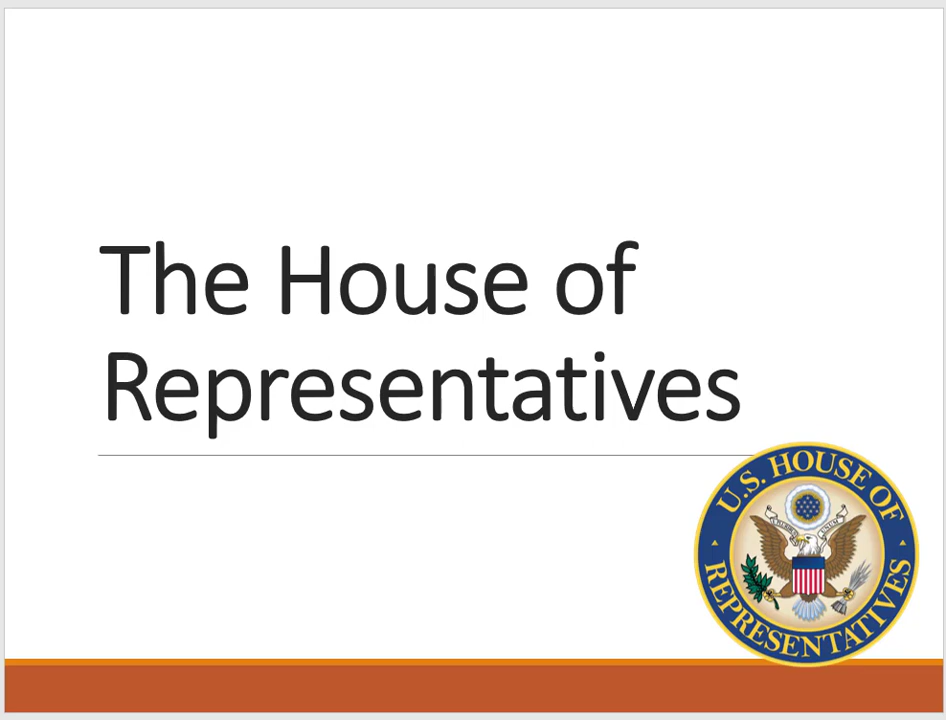 The House of
Representatives
U.S. HOUSE OF
REPRESENTATIVES